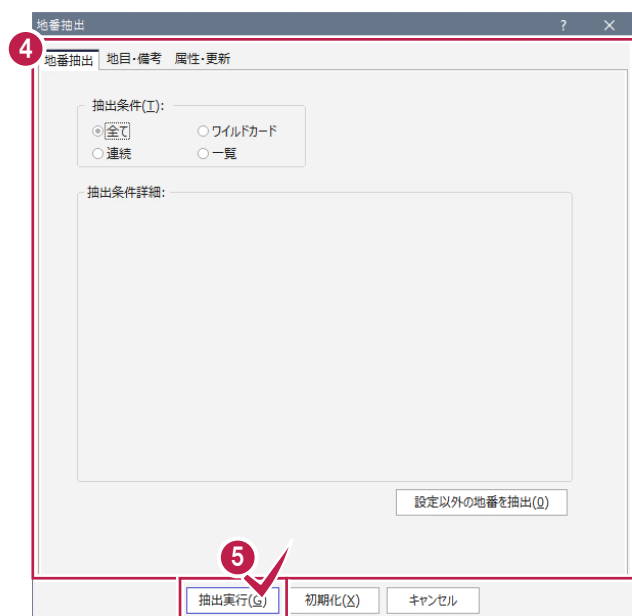 地番抽出 ?
4
地番抽出 地目・備考 属性・更新
抽出条件(T):
全て ワイルドカード
連続 一覧
抽出条件詳細:
設定以外の地番を抽出(O)
5
抽出実行(G) 初期化(X) キャンセル